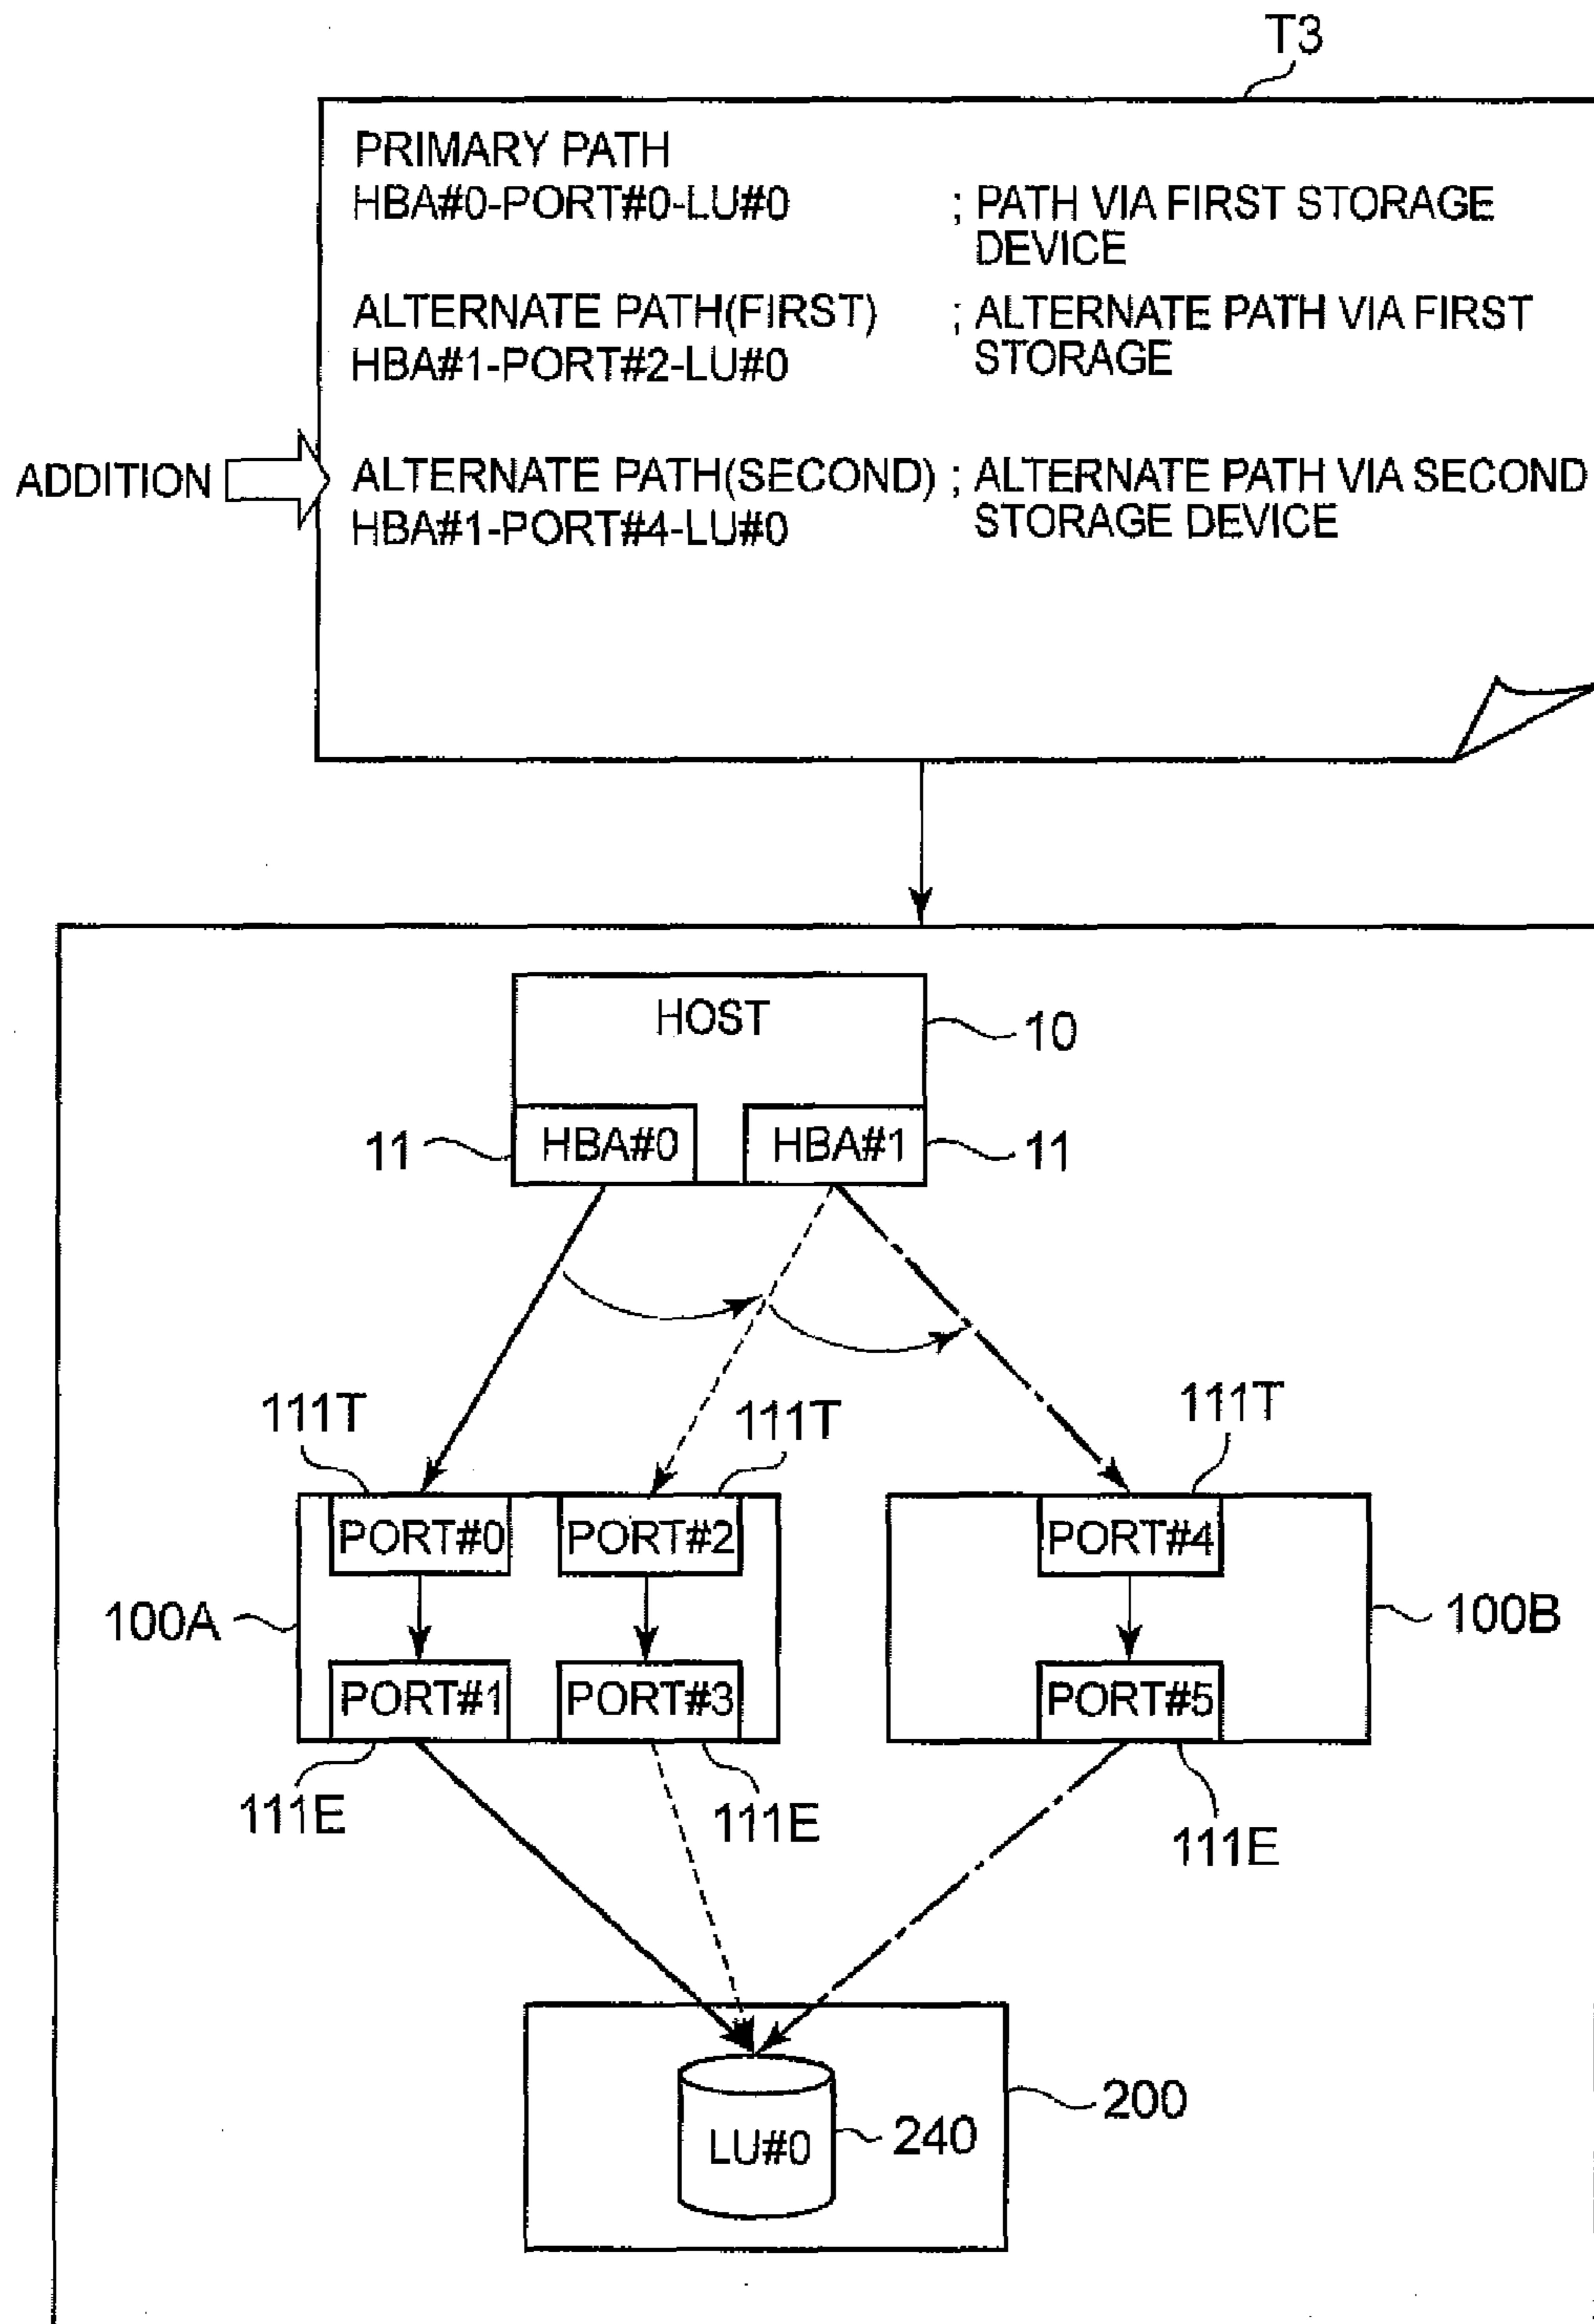 T3
PRIMARY PATH
HBA#0-PORT#0-LU#0 ; PATH VIA FIRST STORAGE
DEVICE
ALTERNATE PATH(FIRST) ; ALTERNATE PATH VIA FIRST
HBA#1-PORT#2-LU#0 STORAGE
ADDITION ALTERNATE PATH(SECOND) ; ALTERNATE PATH VIA SECOND
HBA#1-PORT#4-LU#0 STORAGE DEVICE
HOST
10
11 HBA#0 HBA#1 11
111T 111T 111T
PORT#0 PORT#2 PORT#4
100A 100B
PORT#1 PORT#3 PORT#5
111E 111E 111E
200
LU#0 240